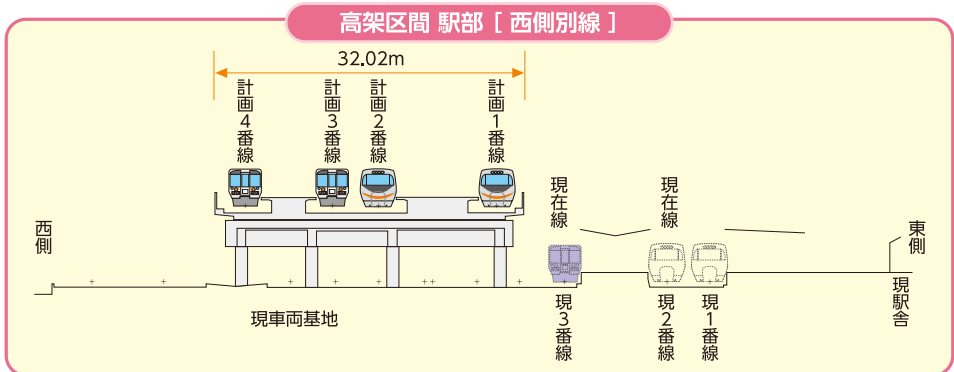 高架区間 駅部 [ 西側別線 ]
32.02m
計画4番線
計画3番線
計画2番線
計画1番線
現在線
現在線
西側
東側
現車両基地
現3番線
現2番線
現1番線
現駅舎